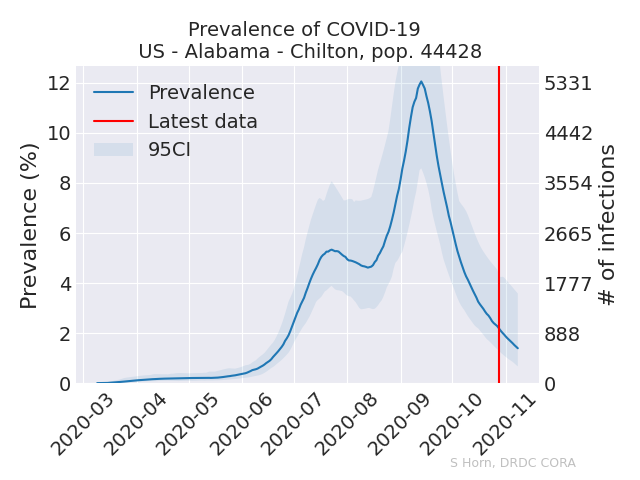 Prevalence of COVID-19
US - Alabama - Chilton, pop. 44428
Prevalence
Latest data
95CI
Prevalence (%)
12
10
8
6
4
2
0
5331
4442
3554
2665
1777
888
0
# of infections
2020-03
2020-04
2020-05
2020-06
2020-07
2020-08
2020-09
2020-10
2020-11
S Horn, DRDC CORA